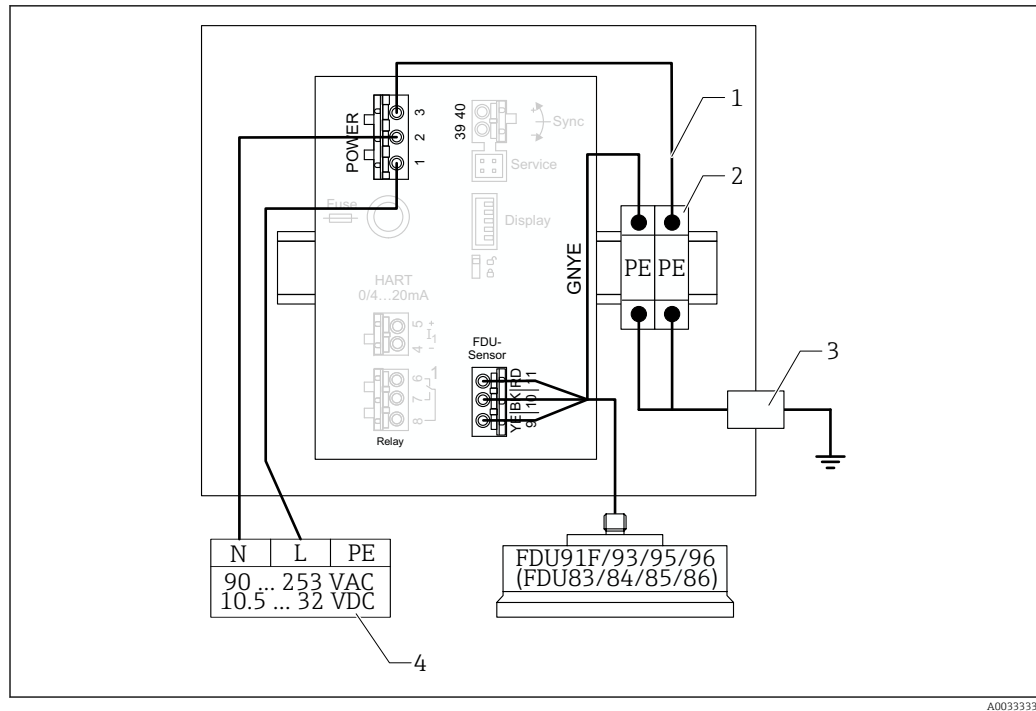 1
2
3
4
POWER
3
2
1
39 40
Sync
Service
Fuse
Display
HART
0/4...20mA
5
4
+
I1
-
1
6
7
8
Relay
FDU-
Sensor
YE|BK|RD
9 |10| 11
GNYE
PE
PE
N
L
PE
90 ... 253 VAC
10.5 ... 32 VDC
FDU91F/93/95/96
(FDU83/84/85/86)
A0033333